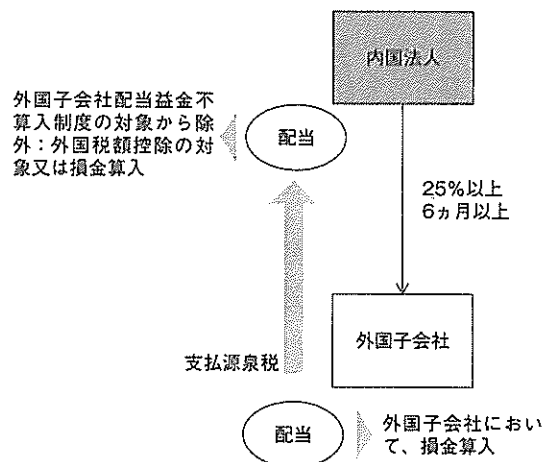 内国法人
外国子会社配当益金不
算入制度の対象から除
外：外国税額控除の対
象又は損金算入
配当
25%以上
6ヵ月以上
外国子会社
支払源泉税
配当
外国子会社におい
て、損金算入